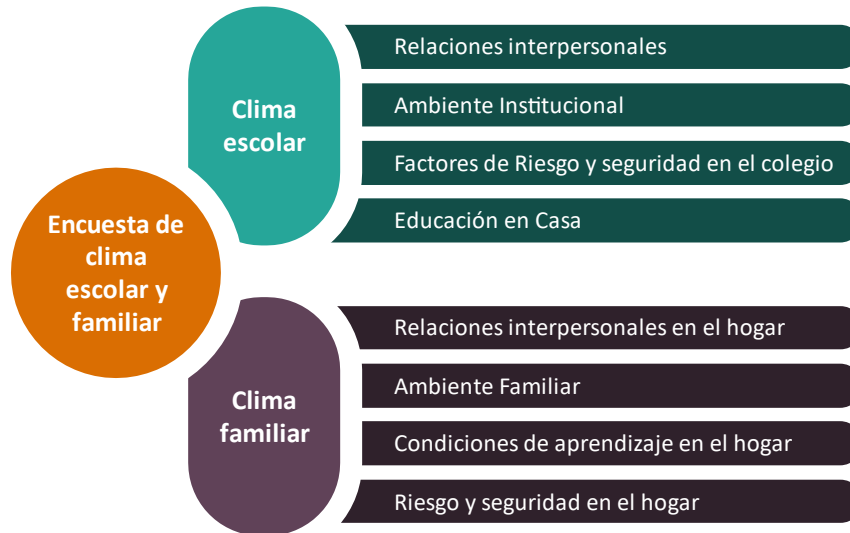 Encuesta de
clima
escolar y
familiar
Clima
escolar
Relaciones interpersonales
Ambiente Institucional
Factores de Riesgo y seguridad en el colegio
Educación en Casa
Clima
familiar
Relaciones interpersonales en el hogar
Ambiente Familiar
Condiciones de aprendizaje en el hogar
Riesgo y seguridad en el hogar